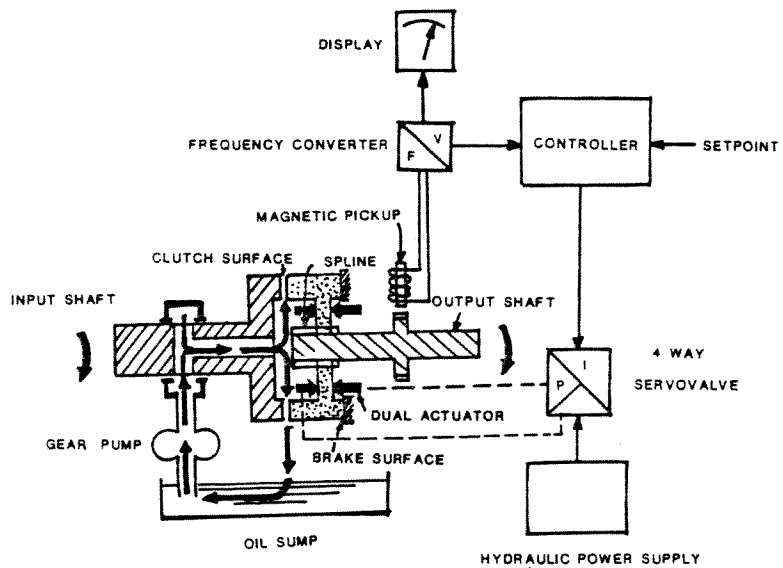 DISPLAY
FREQUENCY CONVERTER
V
F
CONTROLLER
SETPOINT
MAGNETIC PICKUP
CLUTCH SURFACE
SPLINE
INPUT SHAFT
OUTPUT SHAFT
I
P
4 WAY
SERVOVALVE
DUAL ACTUATOR
GEAR PUMP
BRAKE SURFACE
OIL SUMP
HYDRAULIC POWER SUPPLY